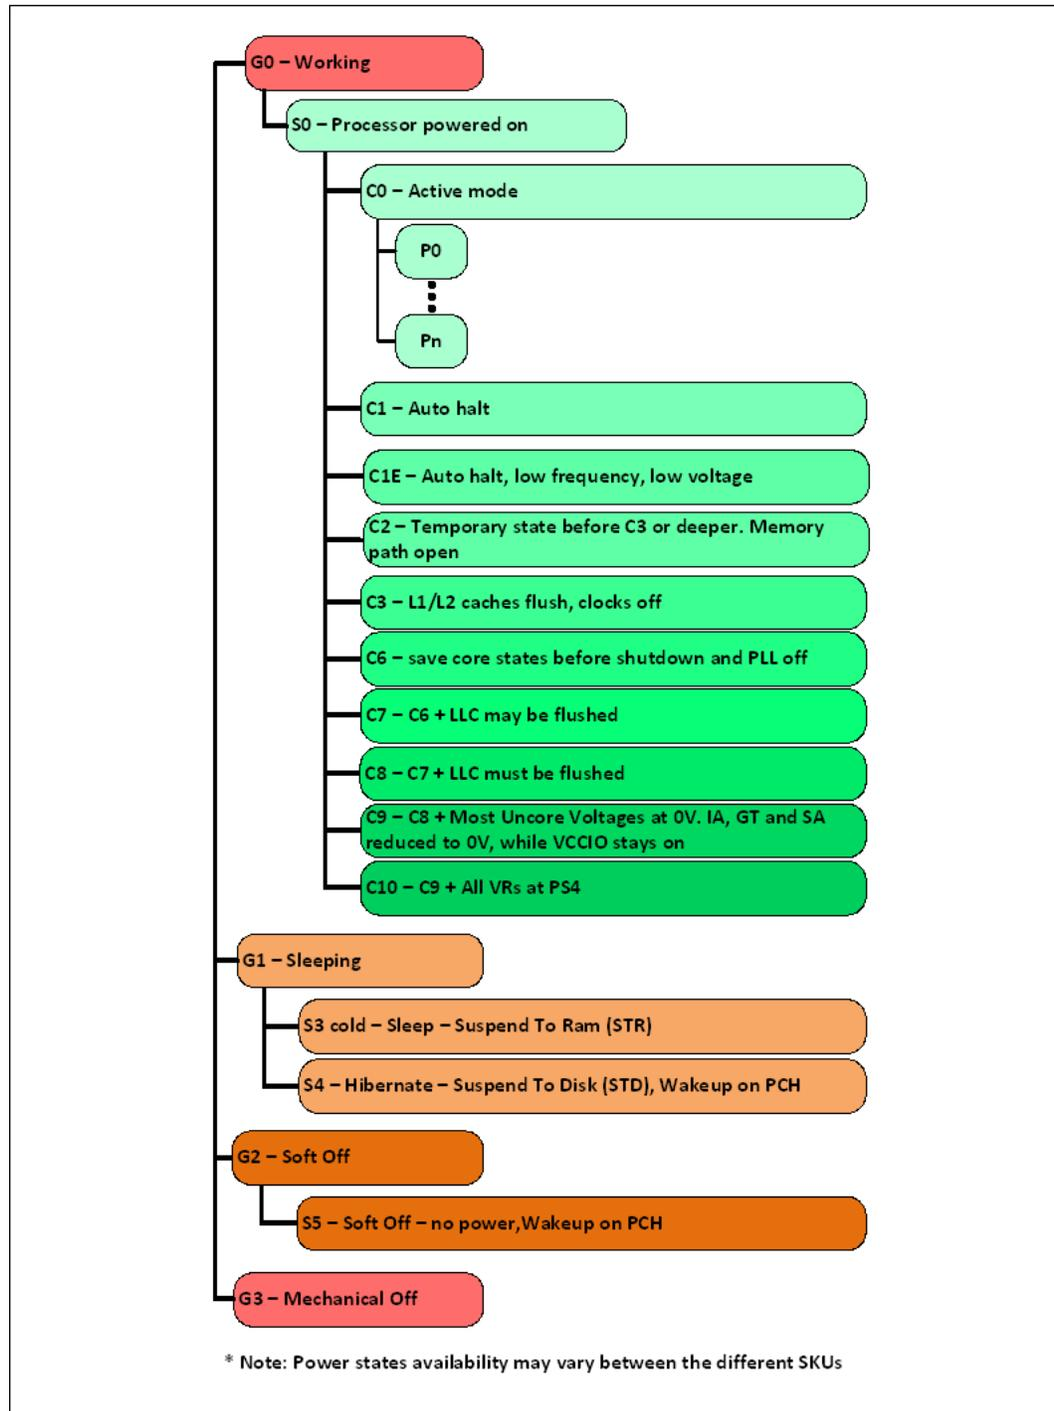 G0 – Working
S0 – Processor powered on
C0 – Active mode
P0
Pn
C1 – Auto halt
C1E – Auto halt, low frequency, low voltage
C2 – Temporary state before C3 or deeper. Memory
path open
C3 – L1/L2 caches flush, clocks off
C6 – save core states before shutdown and PLL off
C7 – C6 + LLC may be flushed
C8 – C7 + LLC must be flushed
C9 – C8 + Most Uncore Voltages at 0V. IA, GT and SA
reduced to 0V, while VCCIO stays on
C10 – C9 + All VRs at PS4
G1 – Sleeping
S3 cold – Sleep – Suspend To Ram (STR)
S4 – Hibernate – Suspend To Disk (STD), Wakeup on PCH
G2 – Soft Off
S5 – Soft Off – no power,Wakeup on PCH
G3 – Mechanical Off
* Note: Power states availability may vary between the different SKUs